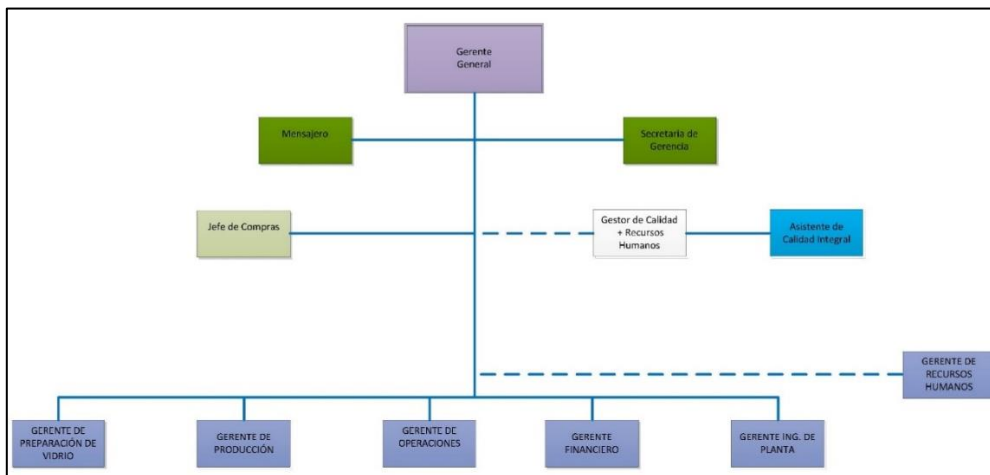 Gerente
General
Mensajero
Secretaria de
Gerencia
Jefe de Compras
Gestor de Calidad
+ Recursos
Humanos
Asistente de
Calidad Integral
GERENTE DE
RECURSOS
HUMANOS
GERENTE DE
PREPARACIÓN DE
VIDRIO
GERENTE DE
PRODUCCIÓN
GERENTE DE
OPERACIONES
GERENTE
FINANCIERO
GERENTE ING. DE
PLANTA